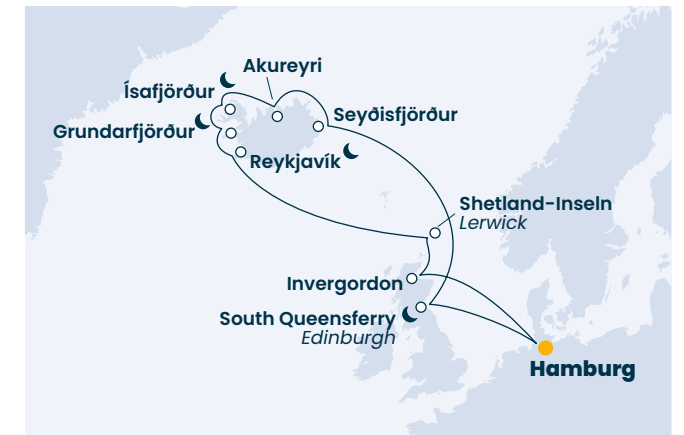 Akureyri
Ísafjörður
Seyðisfjörður
Grundarfjörður
Reykjavík
Shetland-Inseln
Lerwick
Invergordon
South Queensferry
Edinburgh
Hamburg